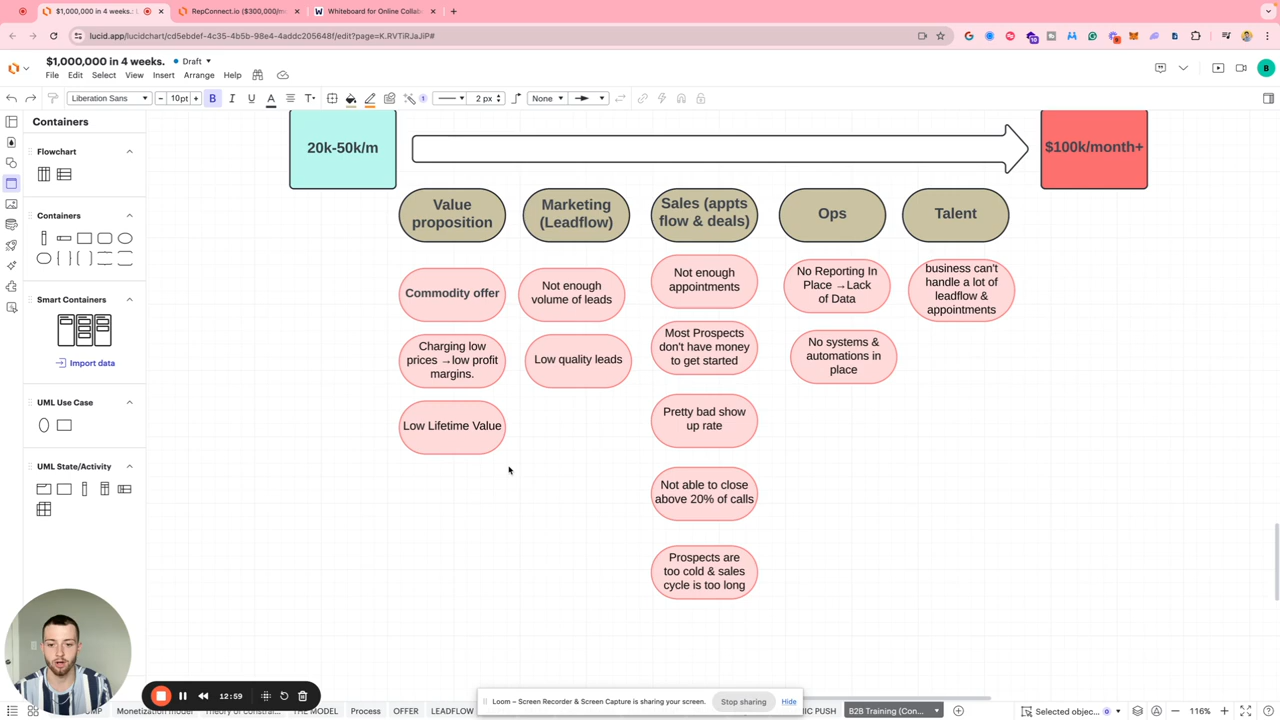 $1,000,000 in 4 weeks.
RepConnect.io ($300,000/m
Whiteboard for Online Collab
lucid.app/lucidchart/cd5ebdef-4c35-4b5b-98e4-4addc205648f/edit?page=K.RVTiRJaJiP#
$1,000,000 in 4 weeks.
Draft
File Edit Select View Insert Arrange Help
Liberation Sans
10pt
B I U A T
2 px
None
Containers
Flowchart
Containers
Smart Containers
Import data
UML Use Case
UML State/Activity
20k-50k/m
$100k/month+
Value
proposition
Marketing
(Leadflow)
Sales (appts
flow & deals)
Ops
Talent
Commodity offer
Charging low
prices →low profit
margins.
Low Lifetime Value
Not enough
volume of leads
Low quality leads
Not enough
appointments
Most Prospects
don't have money
to get started
Pretty bad show
up rate
Not able to close
above 20% of calls
Prospects are
too cold & sales
cycle is too long
No Reporting In
Place →Lack
of Data
No systems &
automations in
place
business can't
handle a lot of
leadflow &
appointments
12:59
Loom – Screen Recorder & Screen Capture is sharing your screen.
Stop sharing
Hide
Monetization model
THE MODEL
Process
OFFER
LEADFLOW
PUSH
B2B Training (Con...
Selected objec...
0
116%